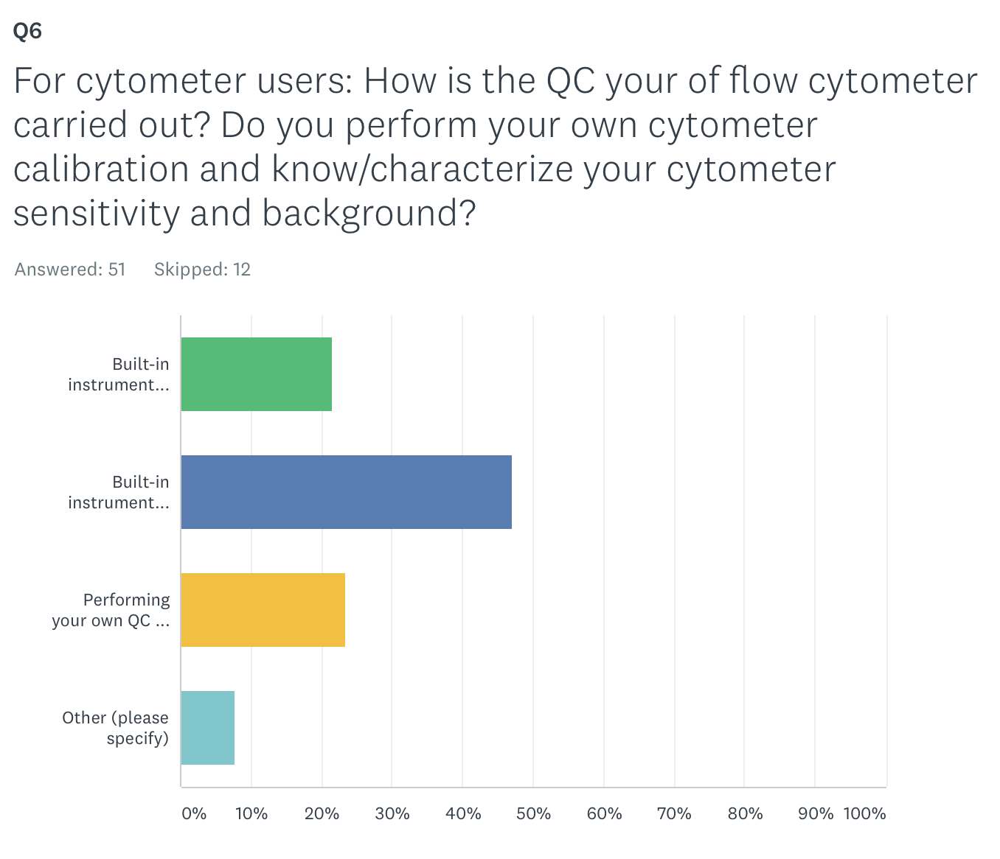 Q6
For cytometer users: How is the QC your of flow cytometer
carried out? Do you perform your own cytometer
calibration and know/characterize your cytometer
sensitivity and background?
Answered: 51 Skipped: 12
Built-in
instrument...
Built-in
instrument...
Performing
your own QC ...
Other (please
specify)
0% 10% 20% 30% 40% 50% 60% 70% 80% 90% 100%